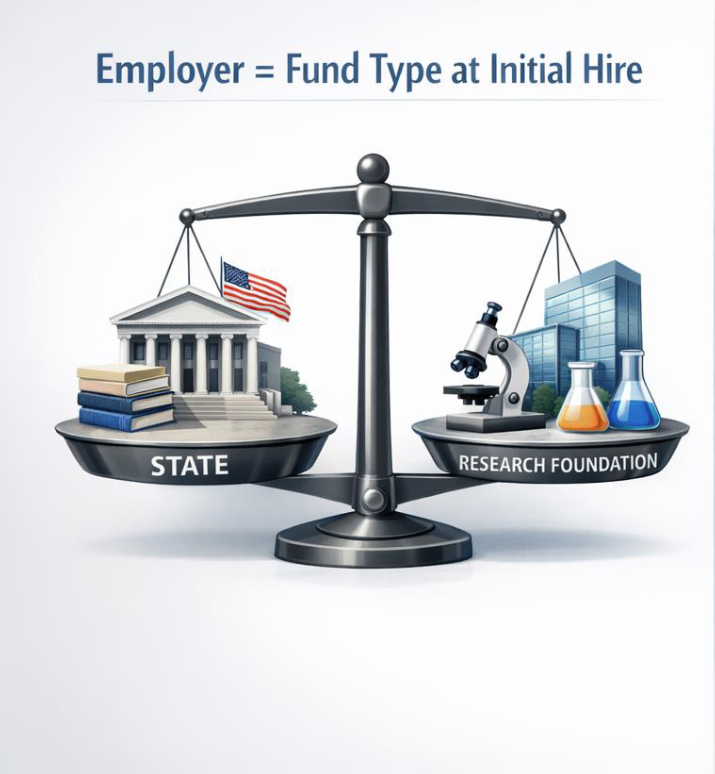 Employer = Fund Type at Initial Hire
STATE
RESEARCH FOUNDATION